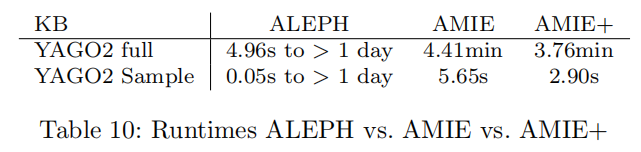 KB ALEPH AMIE AMIE+
YAGO2 full 4.96s to > 1 day 4.41min 3.76min
YAGO2 Sample 0.05s to > 1 day 5.65s 2.90s
Table 10: Runtimes ALEPH vs. AMIE vs. AMIE+